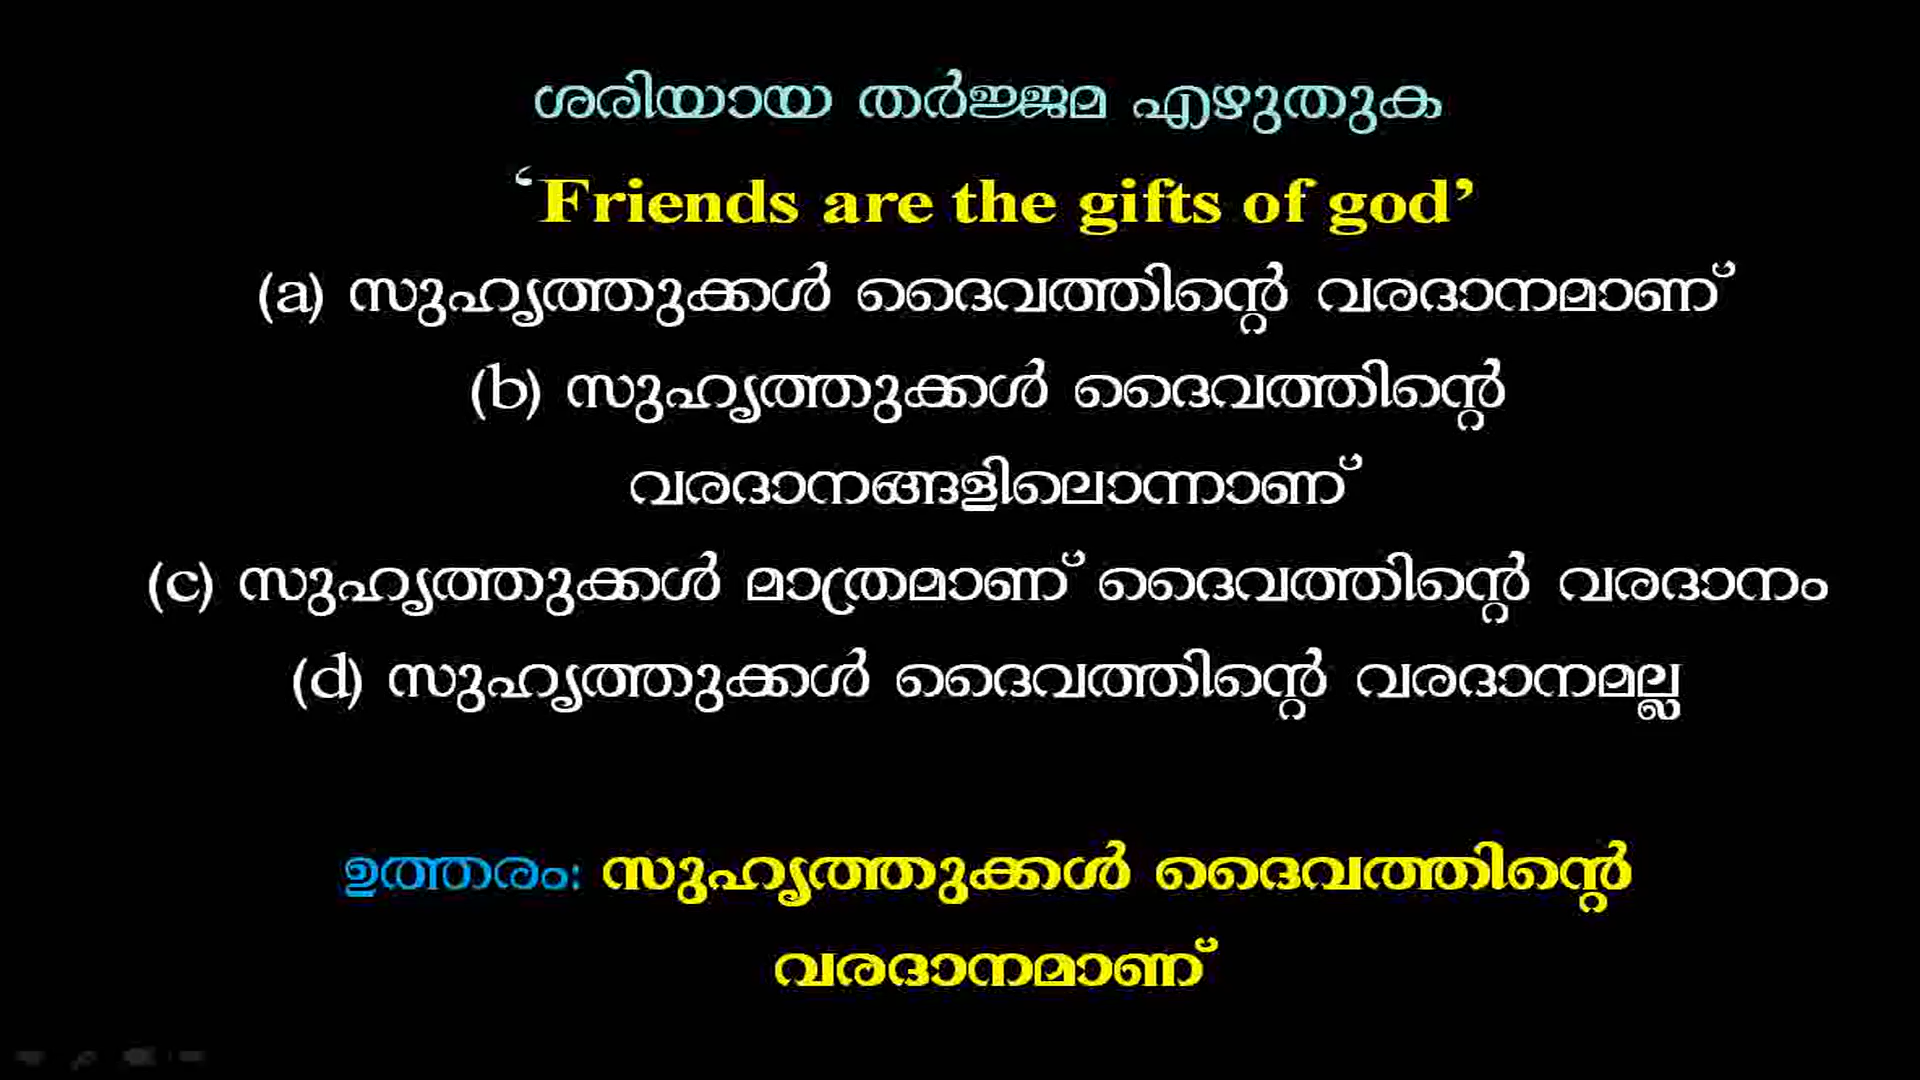 ശരിയായ തർജ്ജമ എഴുതുക
‘Friends are the gifts of god’
(a) സുഹൃത്തുക്കൾ ദൈവത്തിന്റെ വരദാനമാണ്
(b) സുഹൃത്തുക്കൾ ദൈവത്തിന്റെ
വരദാനങ്ങളിലൊന്നാണ്
(c) സുഹൃത്തുക്കൾ മാത്രമാണ് ദൈവത്തിന്റെ വരദാനം
(d) സുഹൃത്തുക്കൾ ദൈവത്തിന്റെ വരദാനമല്ല
ഉത്തരം: സുഹൃത്തുക്കൾ ദൈവത്തിന്റെ
വരദാനമാണ്